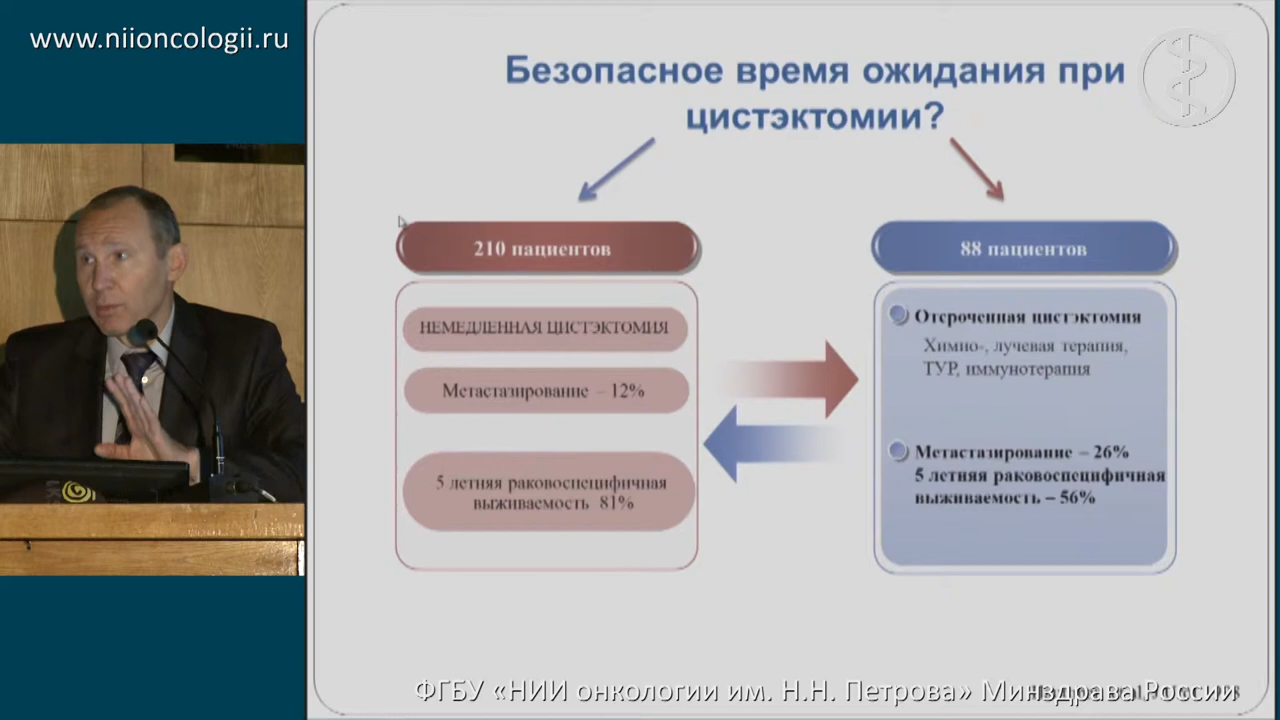 www.niioncologii.ru
Безопасное время ожидания при
цистэктомии?
210 пациентов
НЕМЕДЛЕННАЯ ЦИСТЭКТОМИЯ
Метастазирование – 12%
5 летняя раковоспецифичная
выживаемость 81%
88 пациентов
Отсроченная цистэктомия
Химио-, лучевая терапия,
ТУР, иммунотерапия
Метастазирование – 26%
5 летняя раковоспецифичная
выживаемость – 56%
ФГБУ «НИИ онкологии им. Н.Н. Петрова» Минздрава России